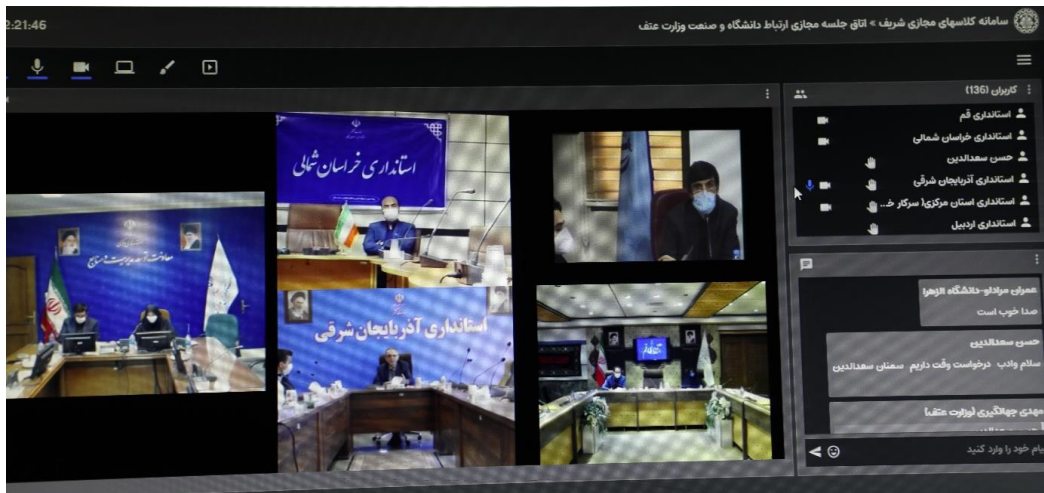 سامانه کلاسهای مجازی شریف » اتاق جلسه مجازی ارتباط دانشگاه و صنعت وزارت عتف
2:21:46
کاربران (136)
استانداری قم
استانداری خراسان شمالی
حسن سعدالدین
استانداری آذربایجان شرقی
استانداری استان مرکزی( سرکار خ...
استانداری اردبیل
استانداری خراسان شمالی
استانداری آذربایجان شرقی
عمران مرادلو-دانشگاه الزهرا
صدا خوب است
حسن سعدالدین
سلام وادب درخواست وقت داریم سمنان سعدالدین
مهدی جهانگیری (وزارت عتف)
پیام خود را وارد کنید